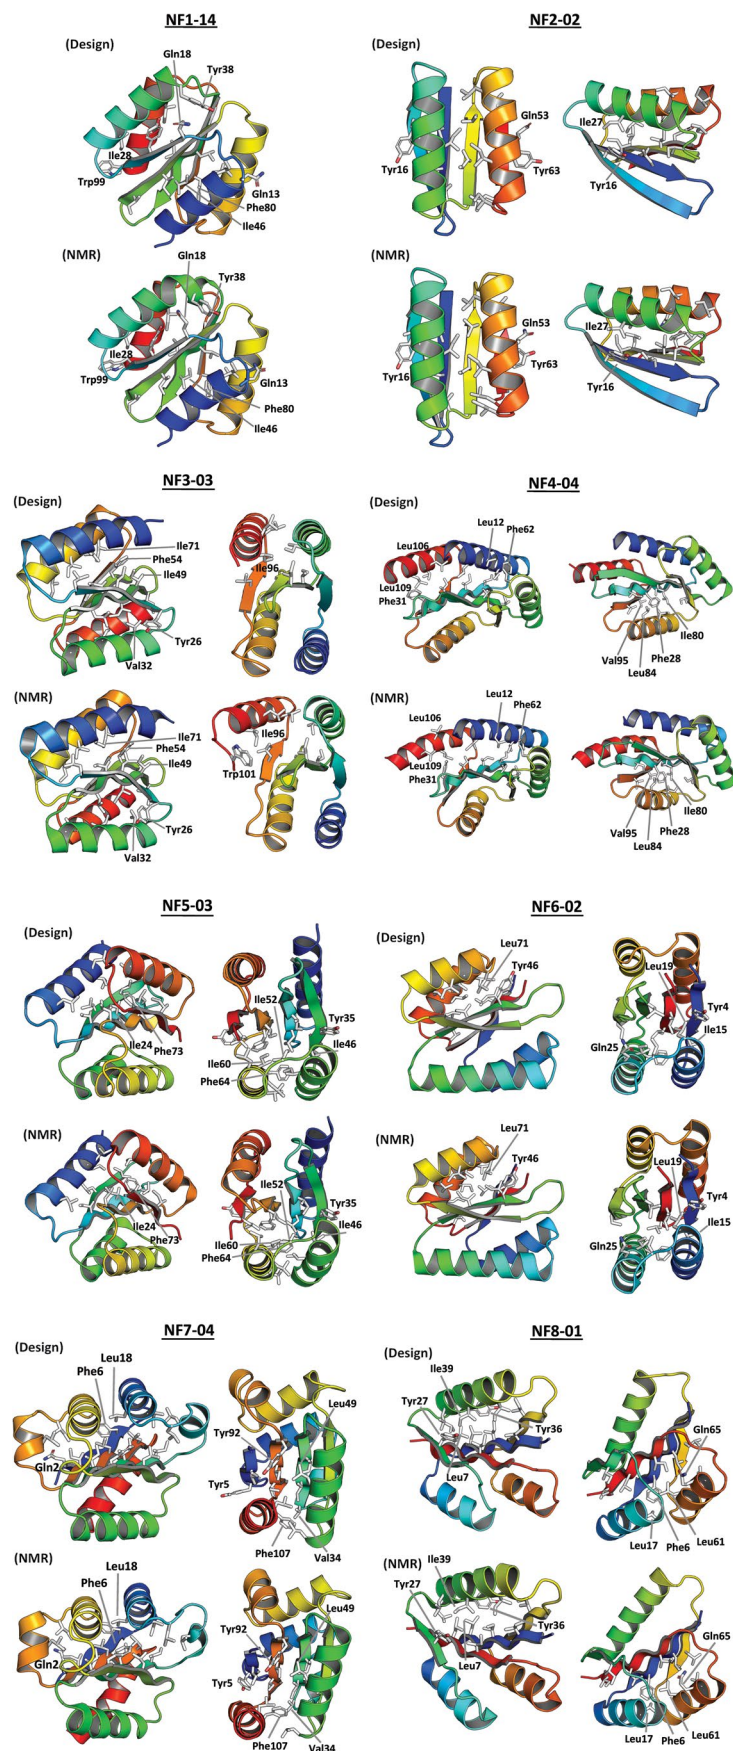 NF1-14
(Design)
Gln18
Tyr38
Ile28
Trp99
Gln13
Phe80
Ile46
(NMR)
Gln18
Tyr38
Ile28
Trp99
Gln13
Phe80
Ile46
NF2-02
(Design)
Gln53
Tyr16
Tyr63
Ile27
Tyr16
(NMR)
Gln53
Tyr16
Tyr63
Ile27
Tyr16
NF3-03
(Design)
Ile71
Phe54
Ile49
Tyr26
Val32
Ile96
(NMR)
Ile71
Phe54
Ile49
Tyr26
Val32
Ile96
Trp101
NF4-04
(Design)
Leu12
Phe62
Leu106
Leu109
Phe31
Ile80
Val95
Phe28
Leu84
(NMR)
Leu12
Phe62
Leu106
Leu109
Phe31
Ile80
Val95
Phe28
Leu84
NF5-03
(Design)
Ile24
Phe73
Ile52
Tyr35
Ile46
Ile60
Phe64
(NMR)
Ile24
Phe73
Ile52
Tyr35
Ile46
Ile60
Phe64
NF6-02
(Design)
Leu71
Tyr46
Leu19
Tyr4
Ile15
Gln25
(NMR)
Leu71
Tyr46
Leu19
Tyr4
Ile15
Gln25
NF7-04
(Design)
Leu18
Phe6
Gln2
Leu49
Tyr92
Tyr5
Phe107
Val34
(NMR)
Leu18
Phe6
Gln2
Leu49
Tyr92
Tyr5
Phe107
Val34
NF8-01
(Design)
Ile39
Tyr27
Tyr36
Leu7
Gln65
Leu17
Phe6
Leu61
(NMR)
Ile39
Tyr27
Tyr36
Leu7
Gln65
Leu17
Phe6
Leu61